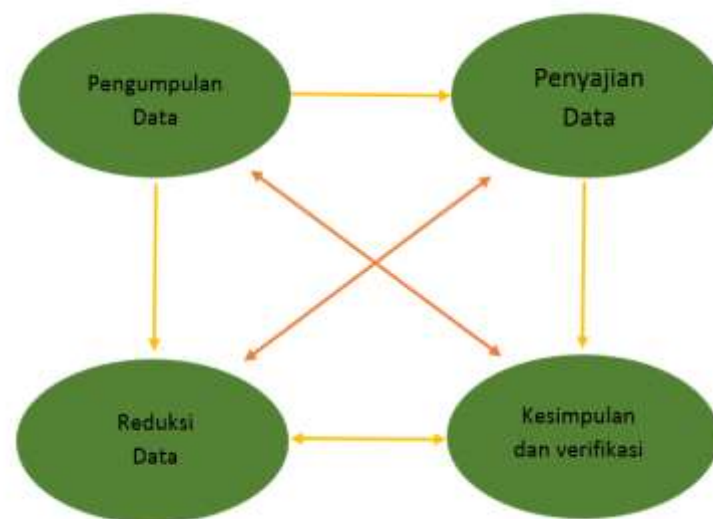 Pengumpulan
Data
Penyajian
Data
Reduksi
Data
Kesimpulan
dan verifikasi